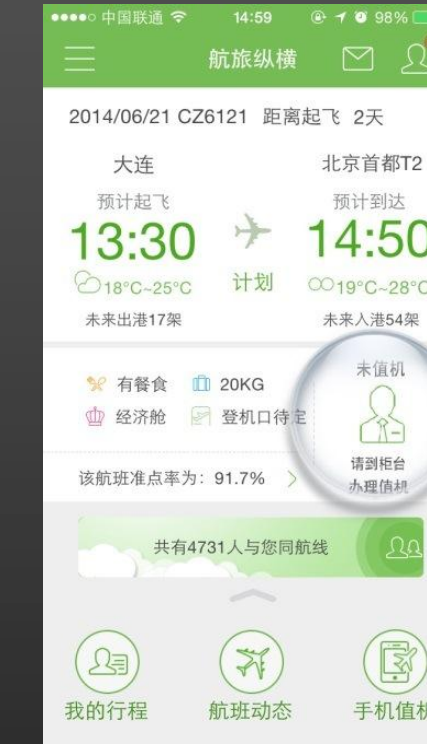 中国联通 14:59 98%
航旅纵横
2014/06/21 CZ6121 距离起飞 2天
大连 北京首都T2
预计起飞 预计到达
13:30 14:50
18°C~25°C 计划 19°C~28°C
未来出港17架 未来入港54架
有餐食 20KG 未值机
经济舱 登机口待定
请到柜台
该航班准点率为：91.7%
办理值机
共有4731人与您同航线
我的行程 航班动态 手机值机